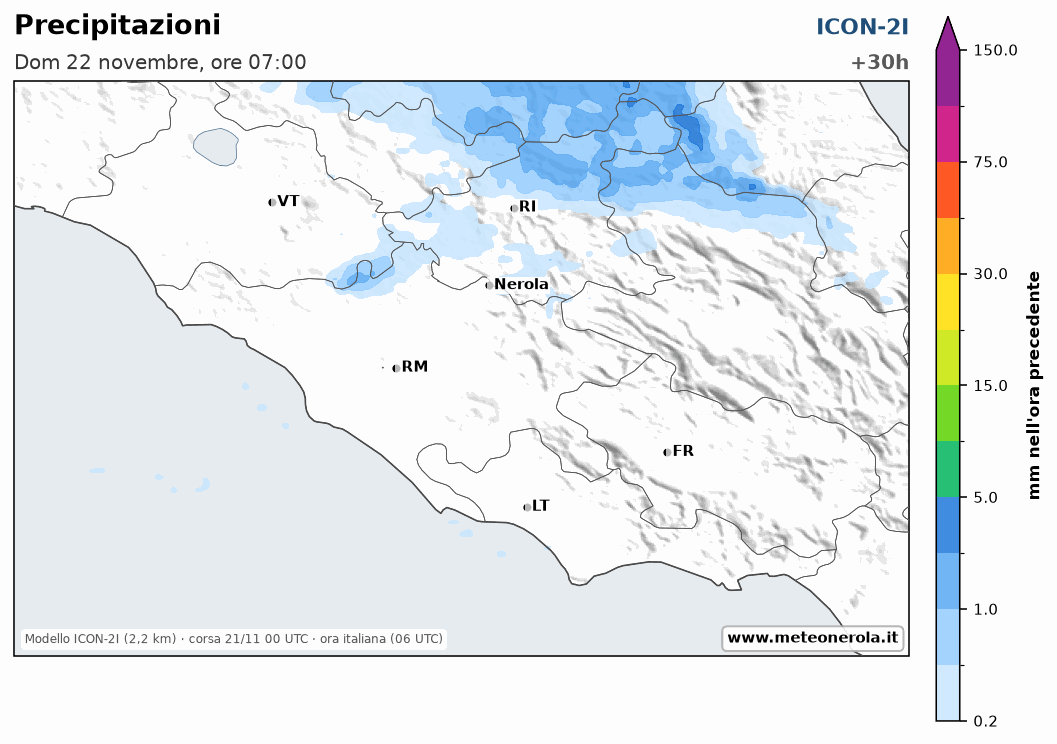 Precipitazioni
ICON-2I
Dom 22 novembre, ore 07:00
+30h
150.0
75.0
30.0
15.0
5.0
1.0
0.2
mm nell'ora precedente
VT
RI
Nerola
RM
FR
LT
Modello ICON-2I (2,2 km) · corsa 21/11 00 UTC · ora italiana (06 UTC)
www.meteonerola.it